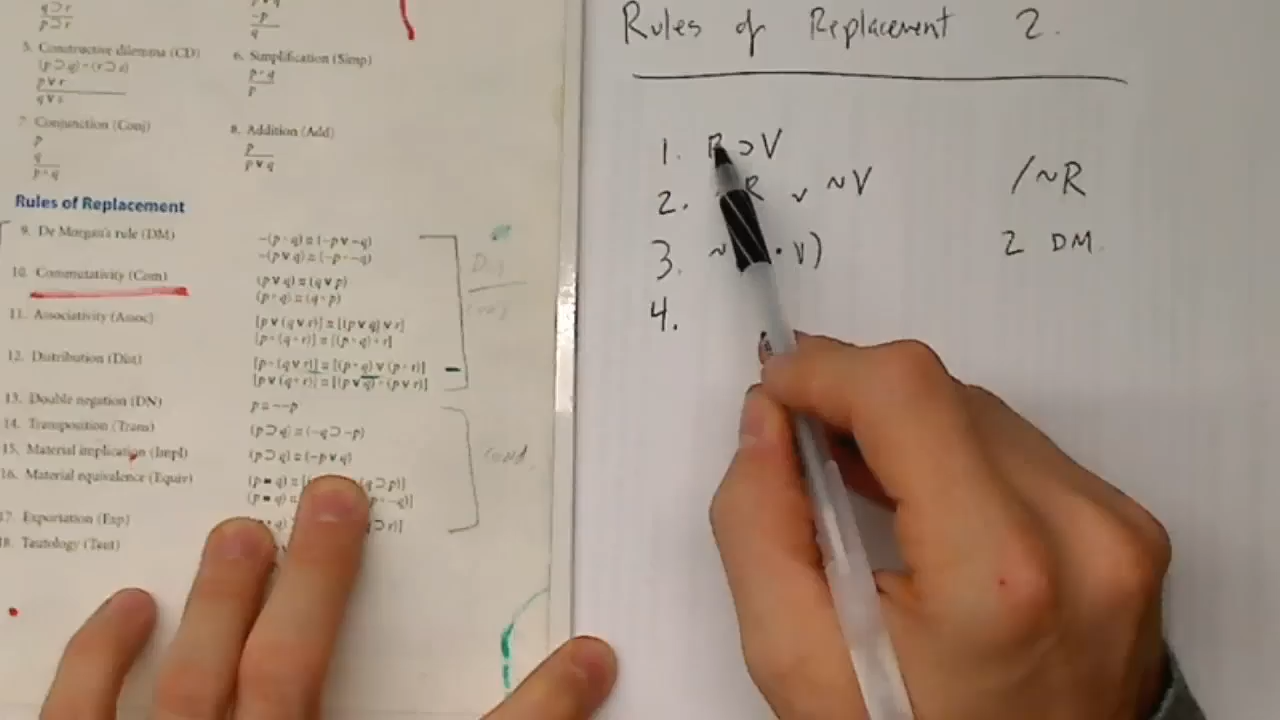 q ⊃ r
p ⊃ r
~p
q
5. Constructive dilemma (CD)
(p ⊃ q) • (r ⊃ s)
p ∨ r
q ∨ s
6. Simplification (Simp)
p • q
p
7. Conjunction (Conj)
p
q
p • q
8. Addition (Add)
p
p ∨ q
Rules of Replacement
9. De Morgan's rule (DM)
~(p • q) ≡ (~p ∨ ~q)
~(p ∨ q) ≡ (~p • ~q)
10. Commutativity (Com)
(p ∨ q) ≡ (q ∨ p)
(p • q) ≡ (q • p)
11. Associativity (Assoc)
[p ∨ (q ∨ r)] ≡ [(p ∨ q) ∨ r]
[p • (q • r)] ≡ [(p • q) • r]
12. Distribution (Dist)
[p • (q ∨ r)] ≡ [(p • q) ∨ (p • r)]
[p ∨ (q • r)] ≡ [(p ∨ q) • (p ∨ r)]
13. Double negation (DN)
p ≡ ~~p
14. Transposition (Trans)
(p ⊃ q) ≡ (~q ⊃ ~p)
15. Material implication (Impl)
(p ⊃ q) ≡ (~p ∨ q)
16. Material equivalence (Equiv)
(p ≡ q) ≡ [ q ⊃ p)]
(p ≡ q) ≡ p • ~q)]
17. Exportation (Exp)
q ⊃ r)]
18. Tautology (Taut)
cond.
Rules of Replacement 2.
1. R ⊃ V
2. R ∨ ~V /~R
3. ~ • V) 2 DM.
4.